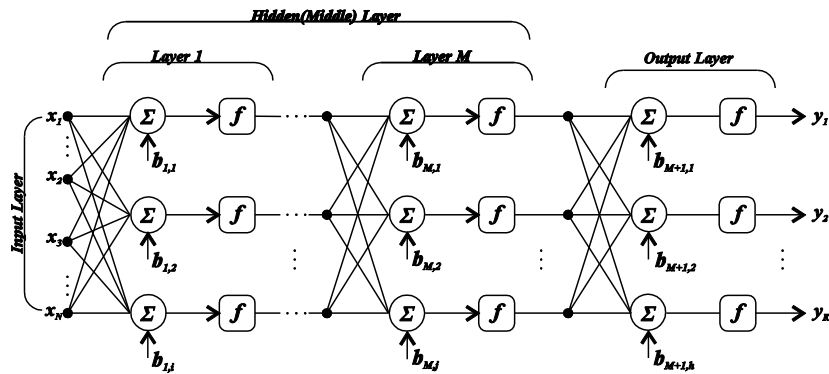 Hidden(Middle) Layer
Layer 1
Layer M
Output Layer
Input Layer
x1 Σ f Σ f Σ f y1
b1,1 bM,1 bM+1,1
x2
Σ f Σ f Σ f y2
x3
b1,2 bM,2 bM+1,2
xN Σ f Σ f Σ f yR
b1,i bM,j bM+1,h